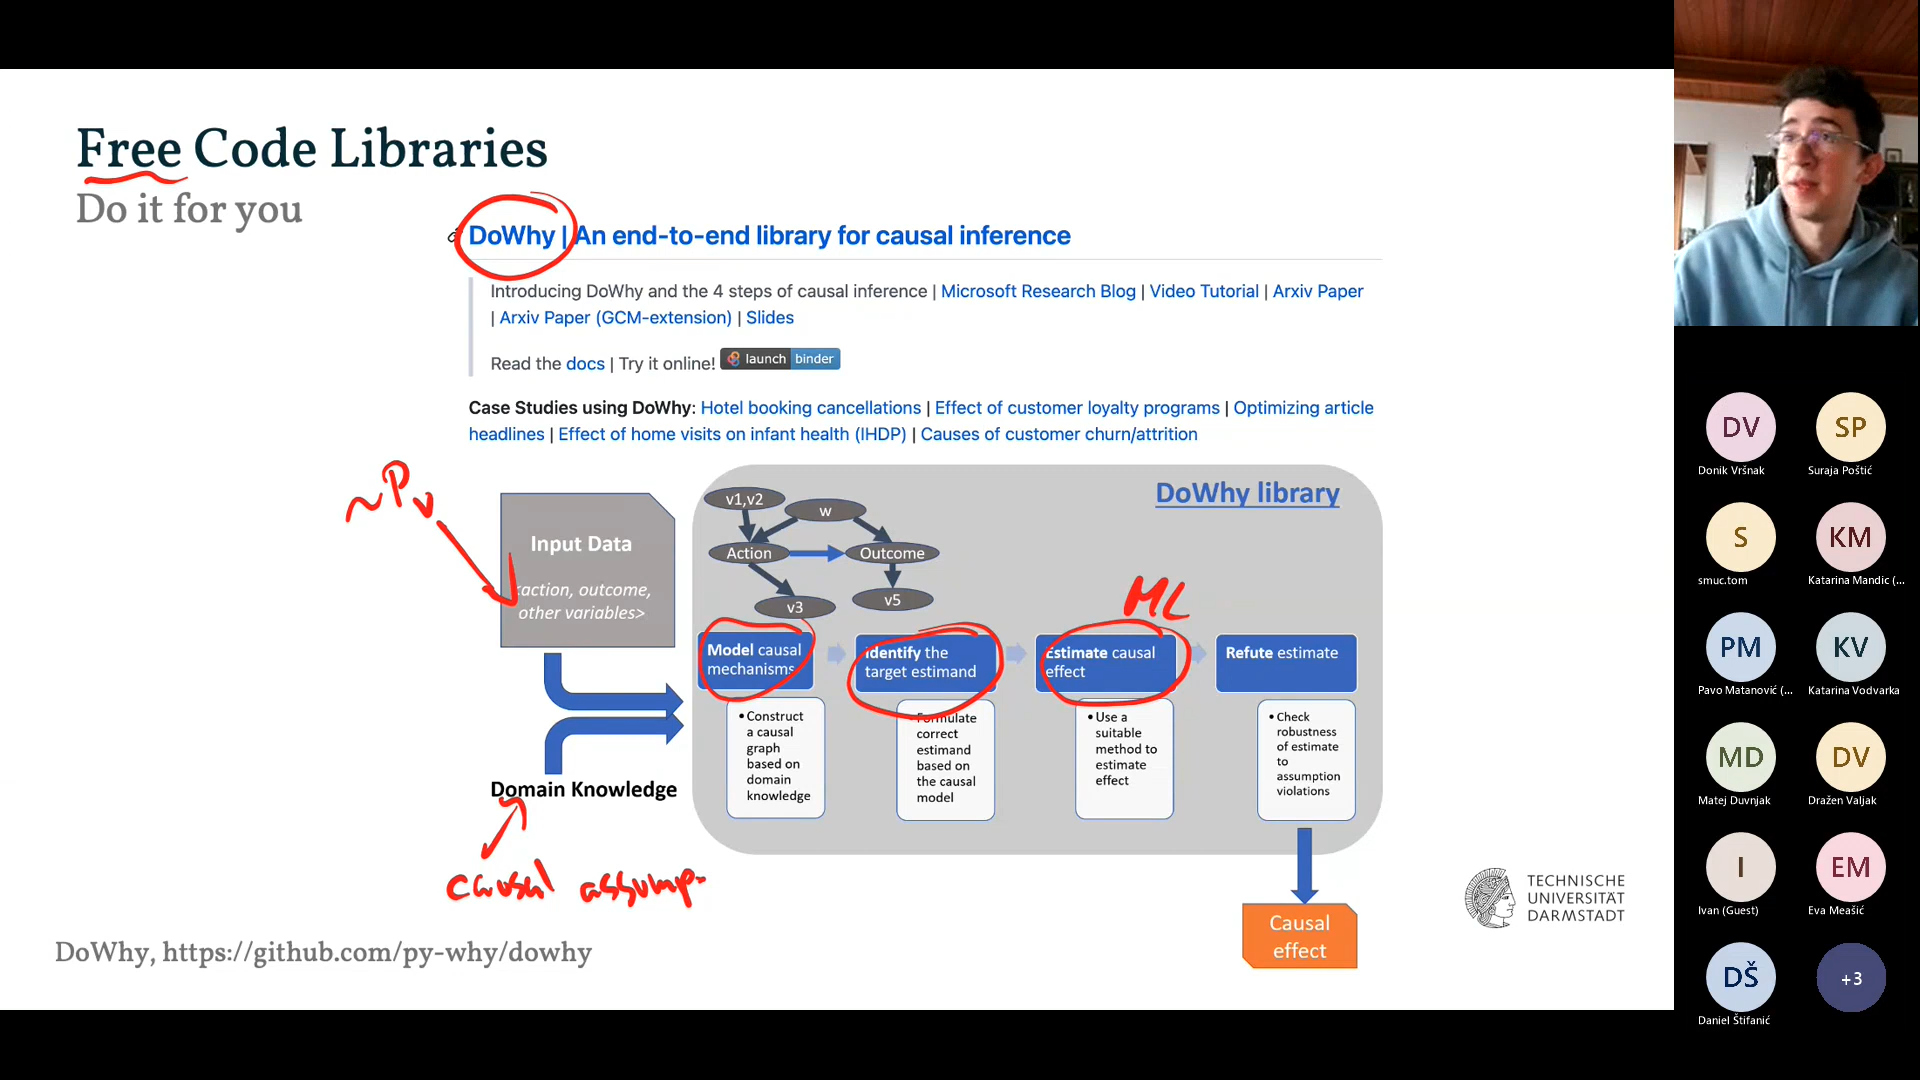 Free Code Libraries
Do it for you
DoWhy | An end-to-end library for causal inference
Introducing DoWhy and the 4 steps of causal inference | Microsoft Research Blog | Video Tutorial | Arxiv Paper
| Arxiv Paper (GCM-extension) | Slides
Read the docs | Try it online! launch binder
Case Studies using DoWhy: Hotel booking cancellations | Effect of customer loyalty programs | Optimizing article
headlines | Effect of home visits on infant health (IHDP) | Causes of customer churn/attrition
~Pv
Input Data
<action, outcome,
other variables>
Domain Knowledge
causal assump-
DoWhy library
v1,v2
w
Action
Outcome
v3
v5
ML
Model causal
mechanisms
Identify the
target estimand
Estimate causal
effect
Refute estimate
• Construct
a causal
graph
based on
domain
knowledge
Formulate
correct
estimand
based on
the causal
model
• Use a
suitable
method to
estimate
effect
• Check
robustness
of estimate
to
assumption
violations
Causal
effect
TECHNISCHE
UNIVERSITÄT
DARMSTADT
DoWhy, https://github.com/py-why/dowhy
DV
Donik Vršnak
SP
Suraja Poštić
S
smuc.tom
KM
Katarina Mandic (...
PM
Pavo Matanović (...
KV
Katarina Vodvarka
MD
Matej Duvnjak
DV
Dražen Valjak
I
Ivan (Guest)
EM
Eva Meašić
DŠ
Daniel Štifanić
+3